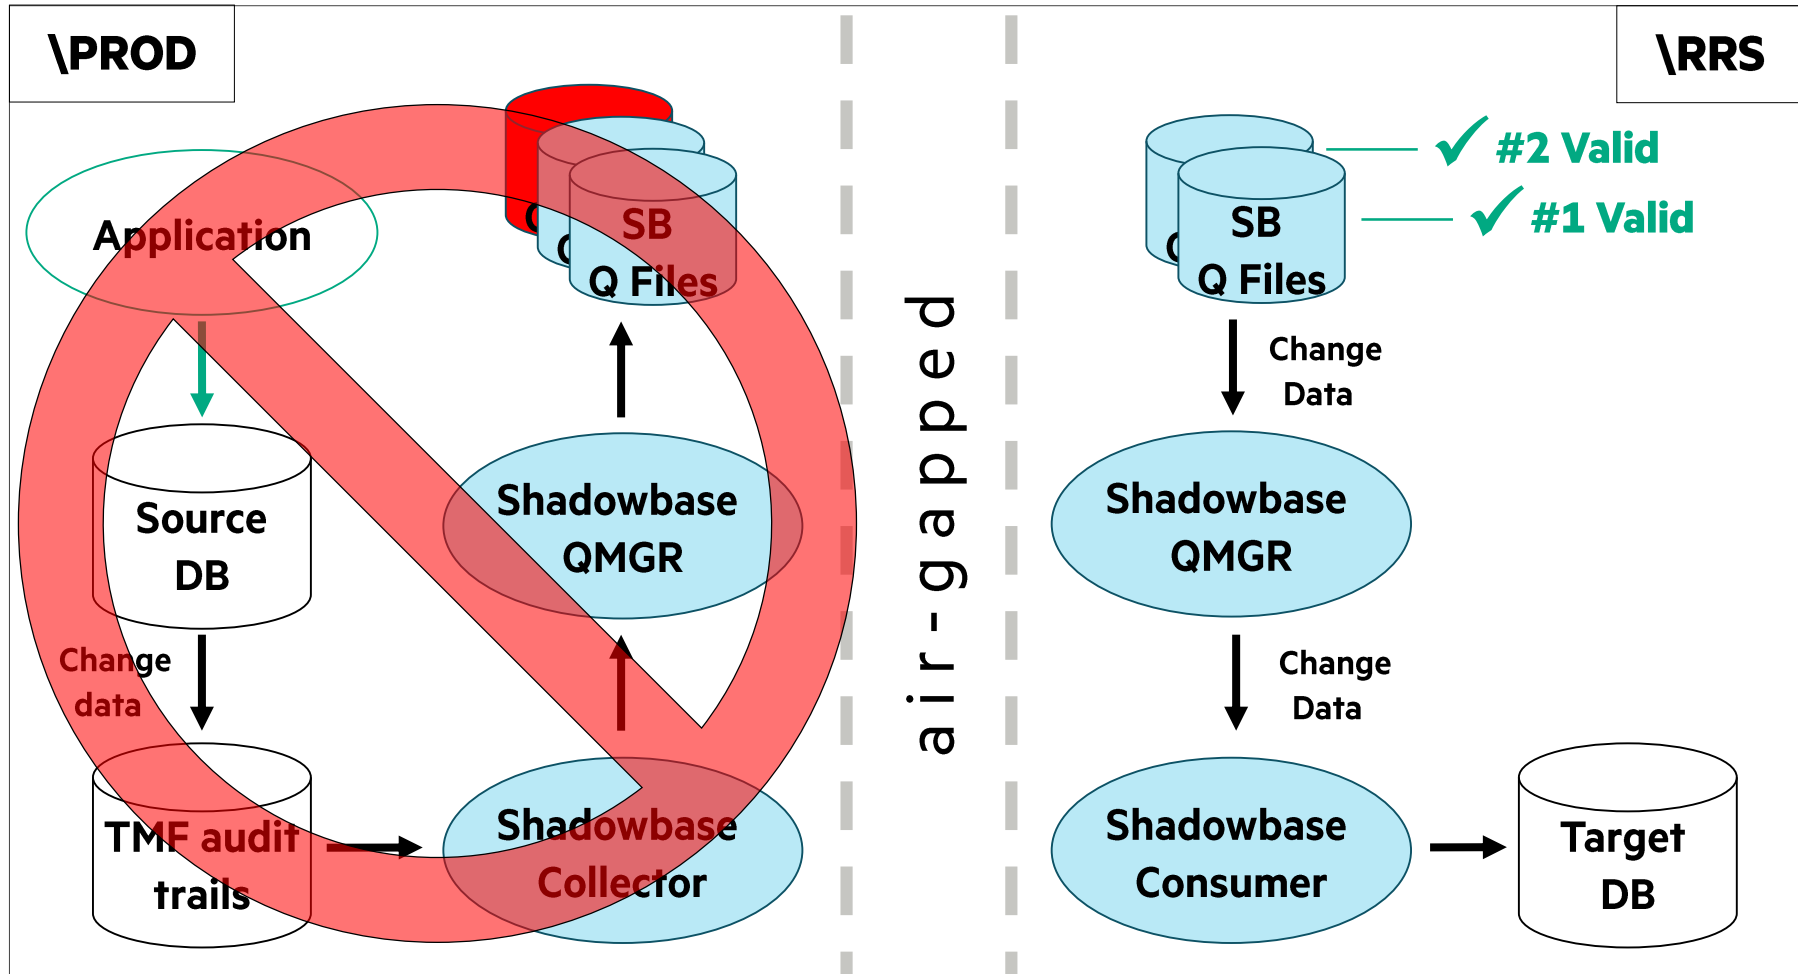 \PROD
Application
Source
DB
Change
data
TMF audit
trails
SB
Q Files
Shadowbase
QMGR
Shadowbase
Collector
air-gapped
\RRS
#2 Valid
#1 Valid
SB
Q Files
Change
Data
Shadowbase
QMGR
Change
Data
Shadowbase
Consumer
Target
DB